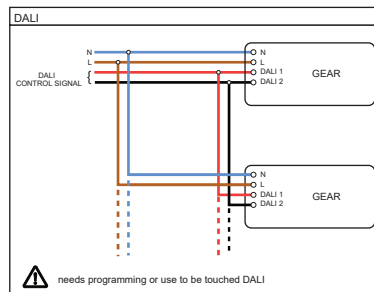 DALI
N
L
DALI
CONTROL SIGNAL
{
N
L
DALI 1
DALI 2
GEAR
N
L
DALI 1
DALI 2
GEAR
needs programming or use to be touched DALI